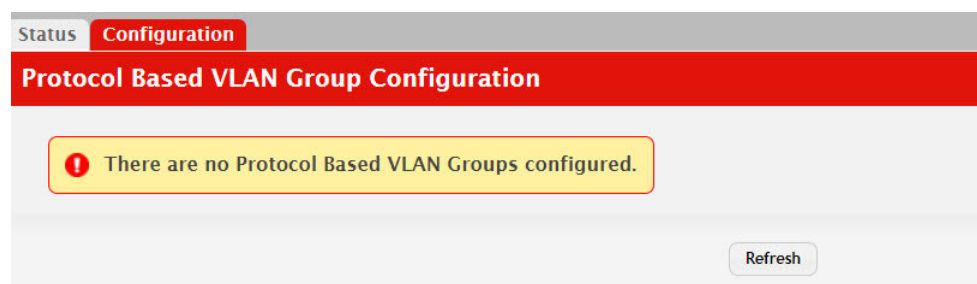 Status Configuration
Protocol Based VLAN Group Configuration
There are no Protocol Based VLAN Groups configured.
Refresh